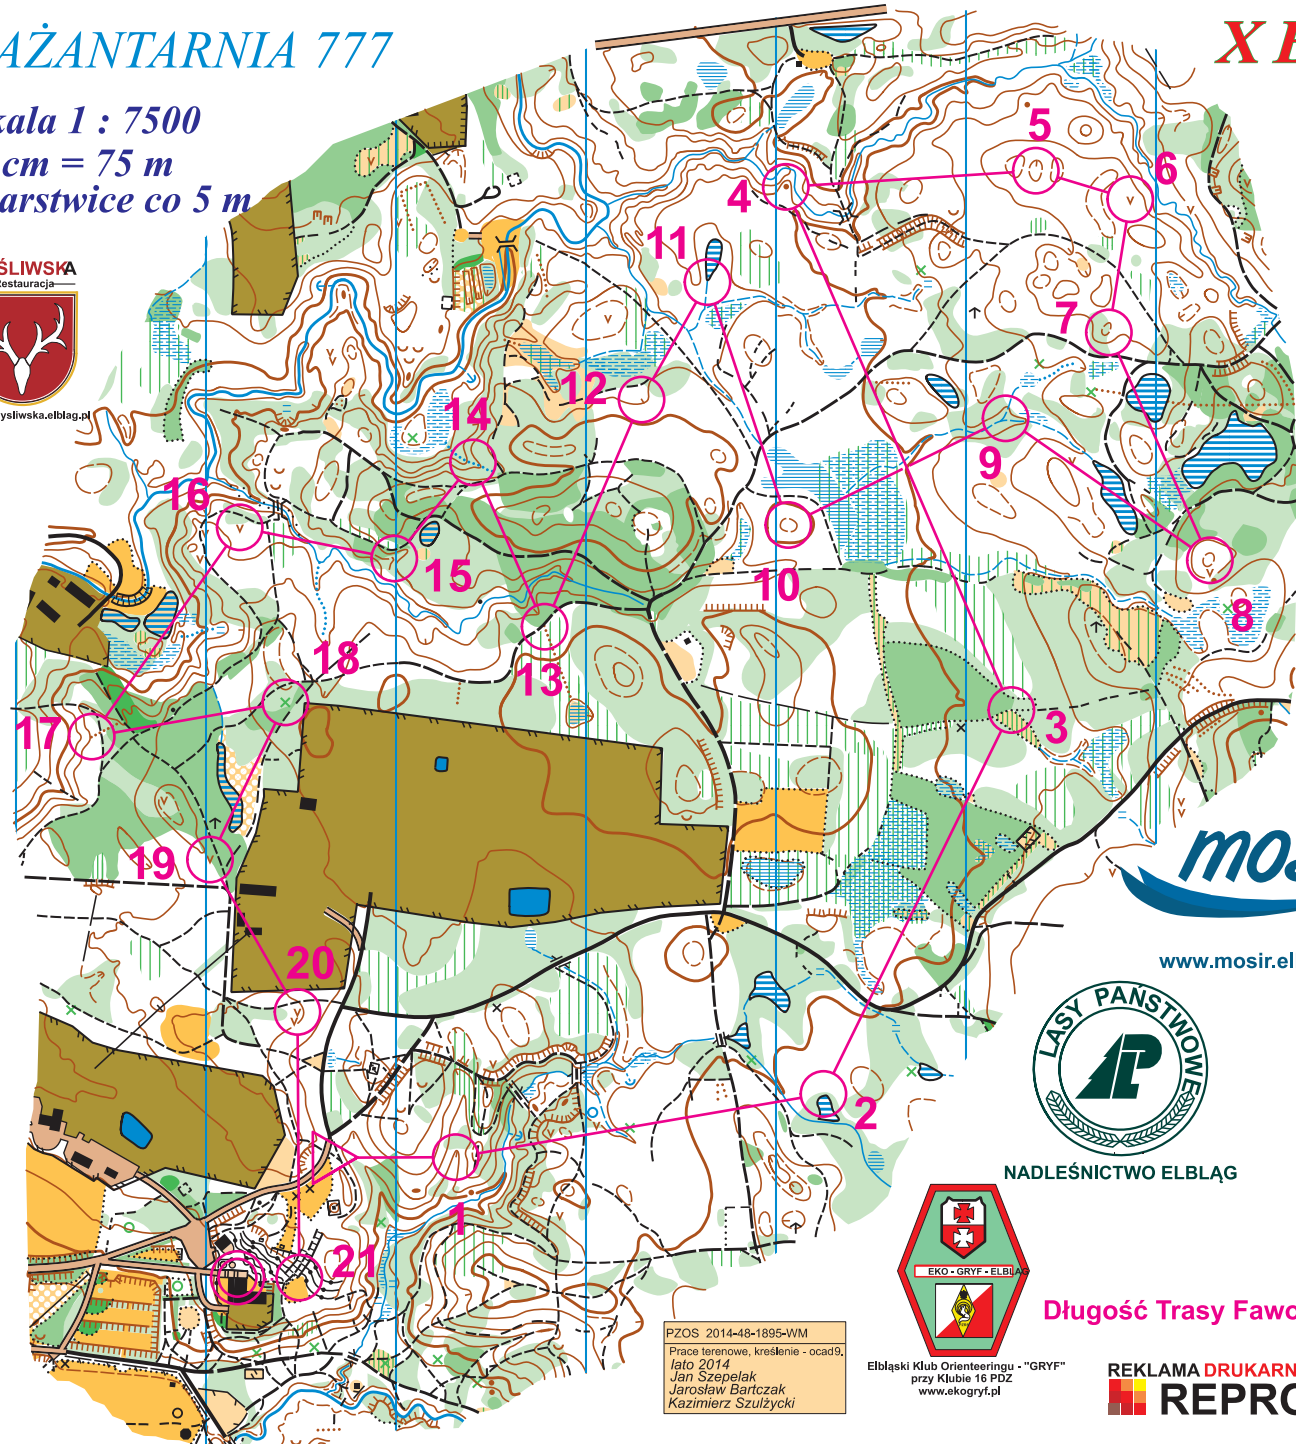 AŻANTARNIA 777
X E
kala 1 : 7500
cm = 75 m
arstwice co 5 m
ŚLIWSKA
Restauracja
ysliwska.elblag.pl
5
6
4
11
7
12
14
9
16
15
10
8
18
13
17
3
19
20
2
1
21
mos
www.mosir.el
LASY PAŃSTWOWE
LP
NADLEŚNICTWO ELBLĄG
EKO - GRYF - ELBLĄG
Elbląski Klub Orienteeringu - "GRYF"
przy Klubie 16 PDZ
www.ekogryf.pl
Długość Trasy Fawo
PZOS 2014-48-1895-WM
Prace terenowe, kreślenie - ocad9,
lato 2014
Jan Szepelak
Jarosław Bartczak
Kazimierz Szulżycki
REKLAMA DRUKARN
REPRO